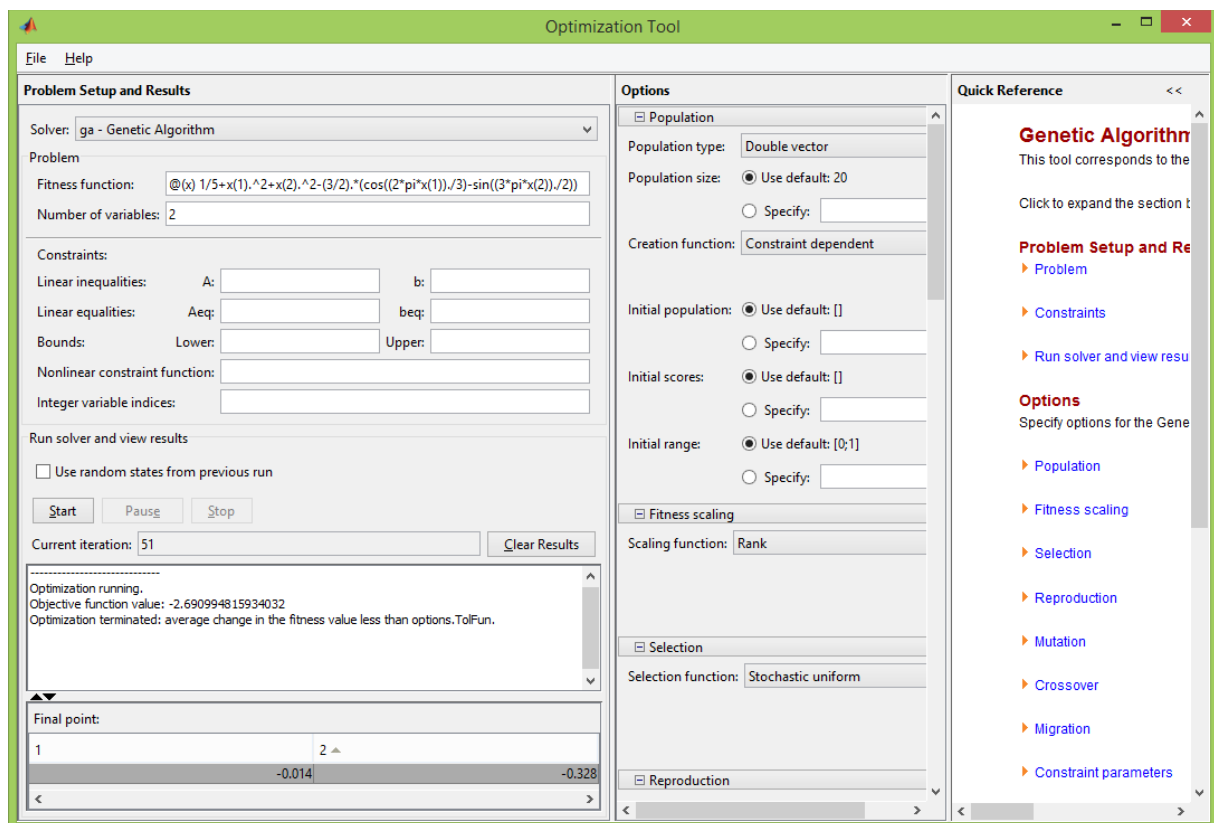 Optimization Tool
File Help
Problem Setup and Results
Solver: ga - Genetic Algorithm
Problem
Fitness function: @(x) 1/5+x(1).^2+x(2).^2-(3/2).*(cos((2*pi*x(1))./3)-sin((3*pi*x(2))./2))
Number of variables: 2
Constraints:
Linear inequalities: A: b:
Linear equalities: Aeq: beq:
Bounds: Lower: Upper:
Nonlinear constraint function:
Integer variable indices:
Run solver and view results
Use random states from previous run
Start Pause Stop
Current iteration: 51 Clear Results
------------------------------
Optimization running.
Objective function value: -2.690994815934032
Optimization terminated: average change in the fitness value less than options.TolFun.
Final point:
1 2
-0.014 -0.328
Options
Population
Population type: Double vector
Population size: Use default: 20
Specify:
Creation function: Constraint dependent
Initial population: Use default: []
Specify:
Initial scores: Use default: []
Specify:
Initial range: Use default: [0;1]
Specify:
Fitness scaling
Scaling function: Rank
Selection
Selection function: Stochastic uniform
Reproduction
Quick Reference <<
Genetic Algorithm
This tool corresponds to the
Click to expand the section b
Problem Setup and Re
Problem
Constraints
Run solver and view resu
Options
Specify options for the Gene
Population
Fitness scaling
Selection
Reproduction
Mutation
Crossover
Migration
Constraint parameters